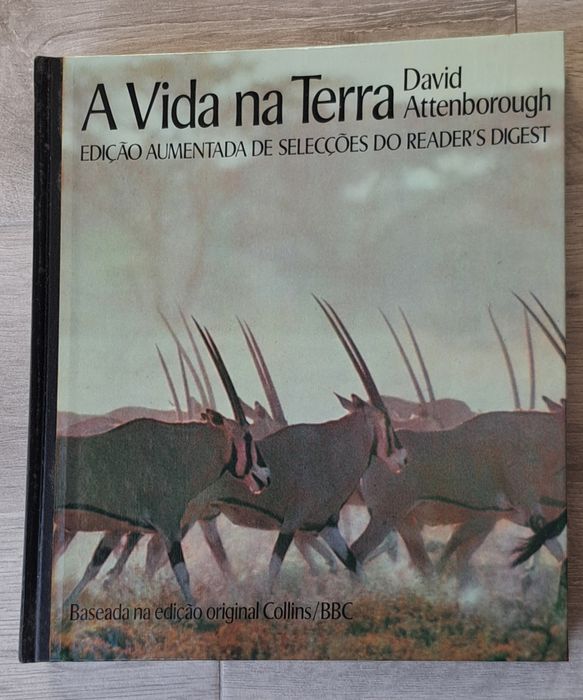 A Vida na Terra David Attenborough
EDIÇÃO AUMENTADA DE SELECÇÕES DO READER'S DIGEST
Baseada na edição original Collins/BBC